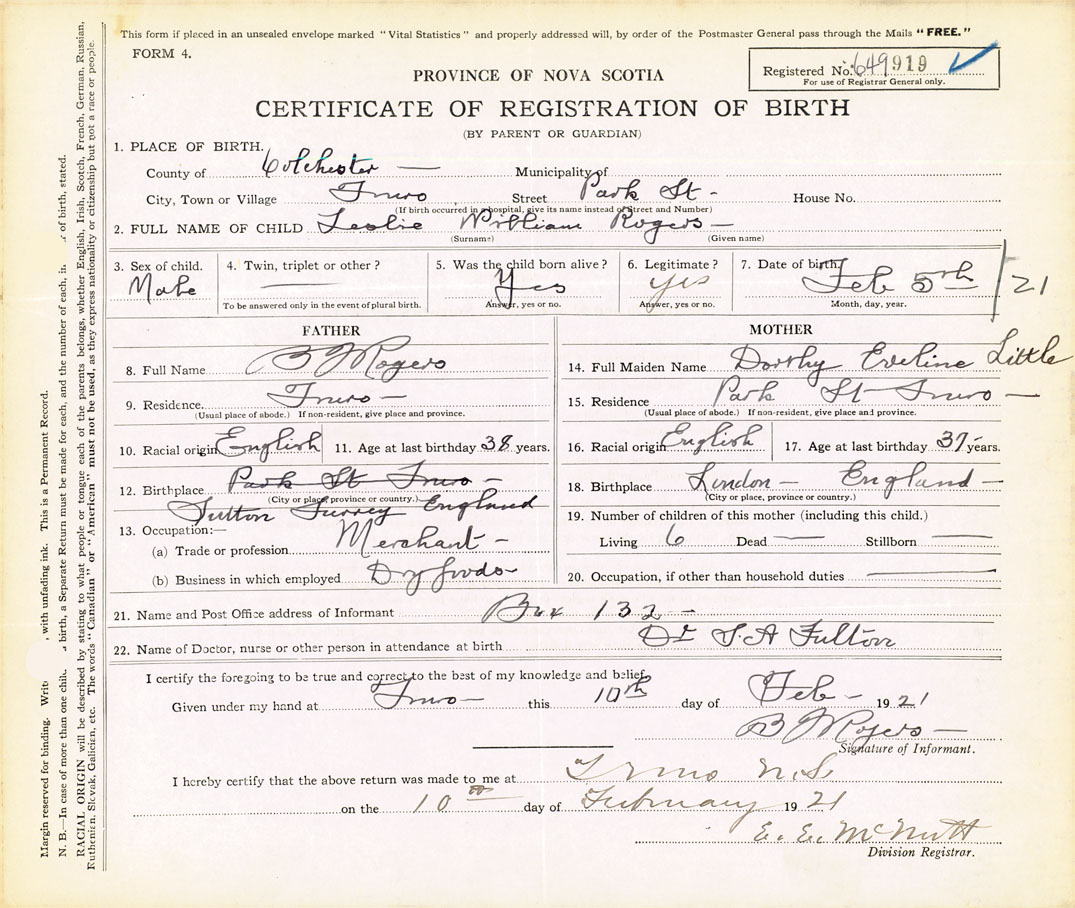 This form if placed in an unsealed envelope marked "Vital Statistics" and properly addressed will, by order of the Postmaster General pass through the Mails "FREE."
FORM 4.
Registered No. 649919
For use of Registrar General only.
PROVINCE OF NOVA SCOTIA
CERTIFICATE OF REGISTRATION OF BIRTH
(BY PARENT OR GUARDIAN)
1. PLACE OF BIRTH.
County of Colchester — Municipality of
City, Town or Village Truro Street Park St - House No.
(If birth occurred in a hospital, give its name instead of Street and Number)
2. FULL NAME OF CHILD Leslie William Rogers —
(Surname) (Given name)
3. Sex of child. 4. Twin, triplet or other? 5. Was the child born alive? 6. Legitimate? 7. Date of birth.
Male — Yes yes Feb 5th / 21
To be answered only in the event of plural birth. Answer, yes or no. Answer, yes or no. Month, day, year.
FATHER
8. Full Name B J Rogers
9. Residence. Truro —
(Usual place of abode.) If non-resident, give place and province.
10. Racial origin English 11. Age at last birthday 38 years.
12. Birthplace Park St Truro —
(City or place, province or country.)
Sutton Surrey England
13. Occupation:—
(a) Trade or profession Merchant -
(b) Business in which employed Dry goods -
MOTHER
14. Full Maiden Name Dorthy Eveline Little
15. Residence Park St Truro —
(Usual place of abode.) If non-resident, give place and province.
16. Racial origin English 17. Age at last birthday 37 years.
18. Birthplace London — England —
(City or place, province or country.)
19. Number of children of this mother (including this child.)
Living 6 Dead — Stillborn —
20. Occupation, if other than household duties —
21. Name and Post Office address of Informant Box 132 -
22. Name of Doctor, nurse or other person in attendance at birth Dr S. A Fulton
I certify the foregoing to be true and correct to the best of my knowledge and belief.
Given under my hand at Truro — this 10th day of Feb — 1921
B J Rogers —
Signature of Informant.
I hereby certify that the above return was made to me at Truro N.S.
on the 10th day of February 1921
E. E. McNutt
Division Registrar.
Margin reserved for binding. with unfading ink. This is a Permanent Record.
N. B.—In case of more than one birth, a Separate Return must be made for each, and the number of each, in of birth, stated.
RACIAL ORIGIN will be described by stating to what people or tongue each of the parents belongs, whether English, Irish, Scotch, French, German, Russian,
Ruthenian, Slovak, Galician, etc. The words "Canadian" or "American" must not be used, as they express nationality or citizenship but not a race or people.